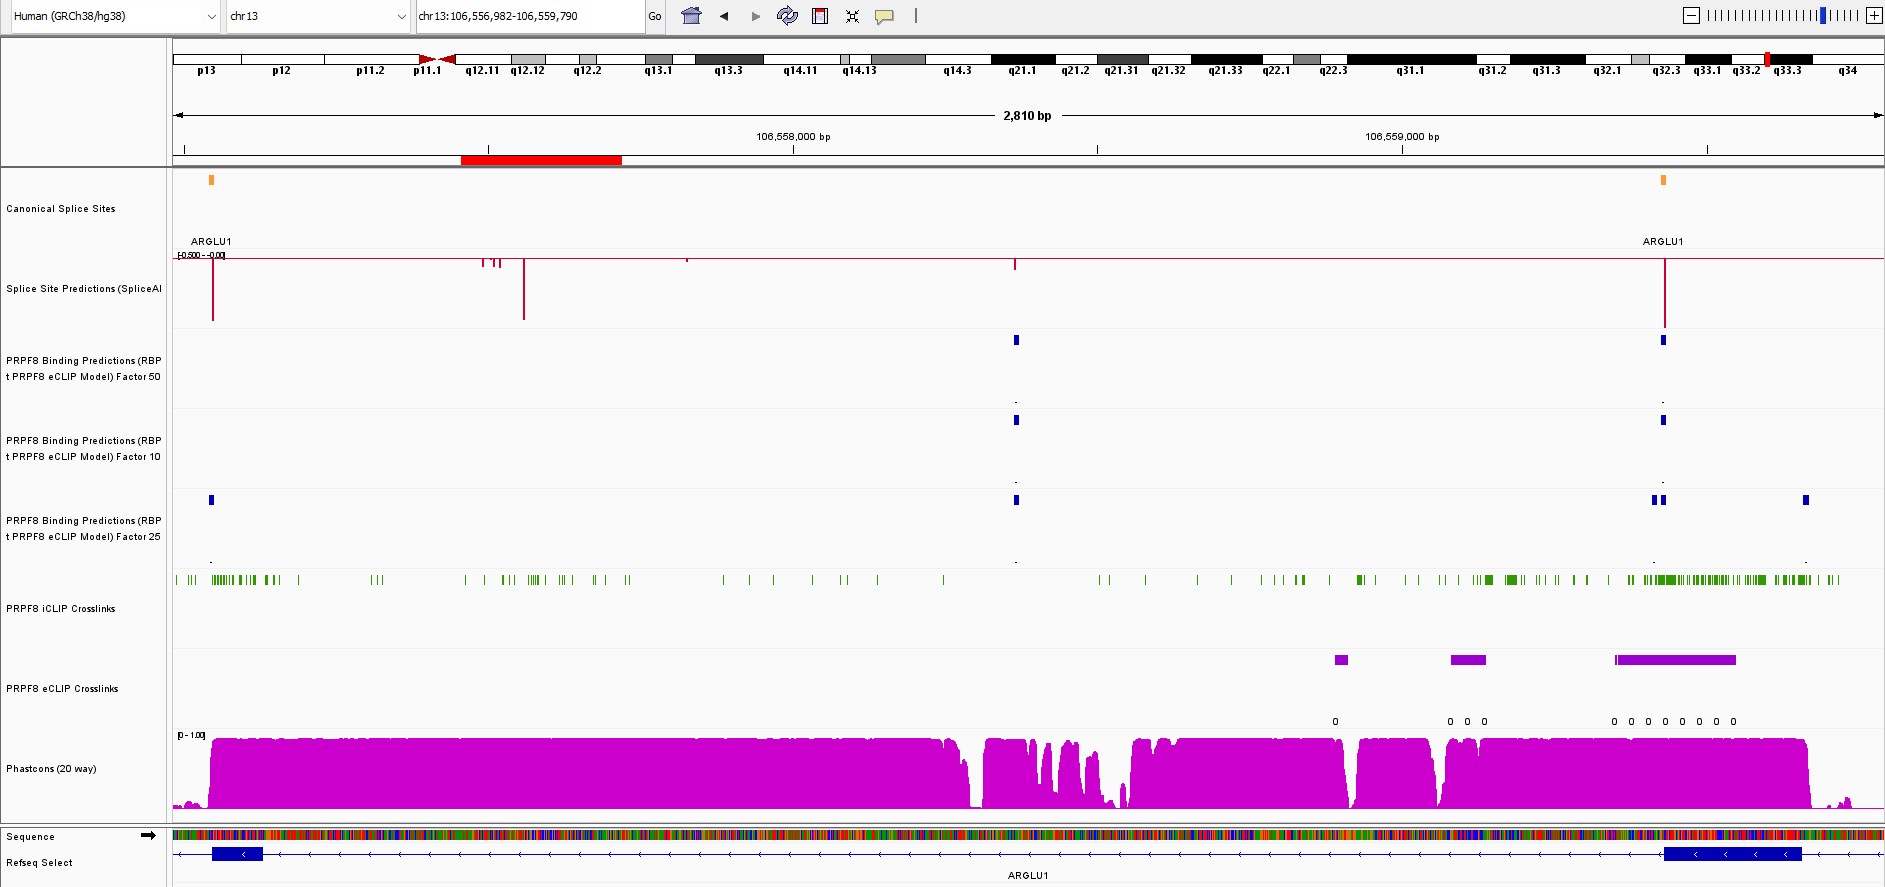 Human (GRCh38/hg38) chr13 chr13:106,556,982-106,559,790 Go
p13 p12 p11.2 p11.1 q12.11 q12.12 q12.2 q13.1 q13.3 q14.11 q14.13 q14.3 q21.1 q21.2 q21.31 q21.32 q21.33 q22.1 q22.3 q31.1 q31.2 q31.3 q32.1 q32.3 q33.1 q33.2 q33.3 q34
2,810 bp
106,558,000 bp 106,559,000 bp
Canonical Splice Sites
ARGLU1 ARGLU1
[-0.500 - -0.00]
Splice Site Predictions (SpliceAI
PRPF8 Binding Predictions (RBP
t PRPF8 eCLIP Model) Factor 50
PRPF8 Binding Predictions (RBP
t PRPF8 eCLIP Model) Factor 10
PRPF8 Binding Predictions (RBP
t PRPF8 eCLIP Model) Factor 25
PRPF8 iCLIP Crosslinks
PRPF8 eCLIP Crosslinks
0 0 0 0 0 0 0 0 0 0 0 0
[0 - 1.00]
Phastcons (20 way)
Sequence
Refseq Select
ARGLU1